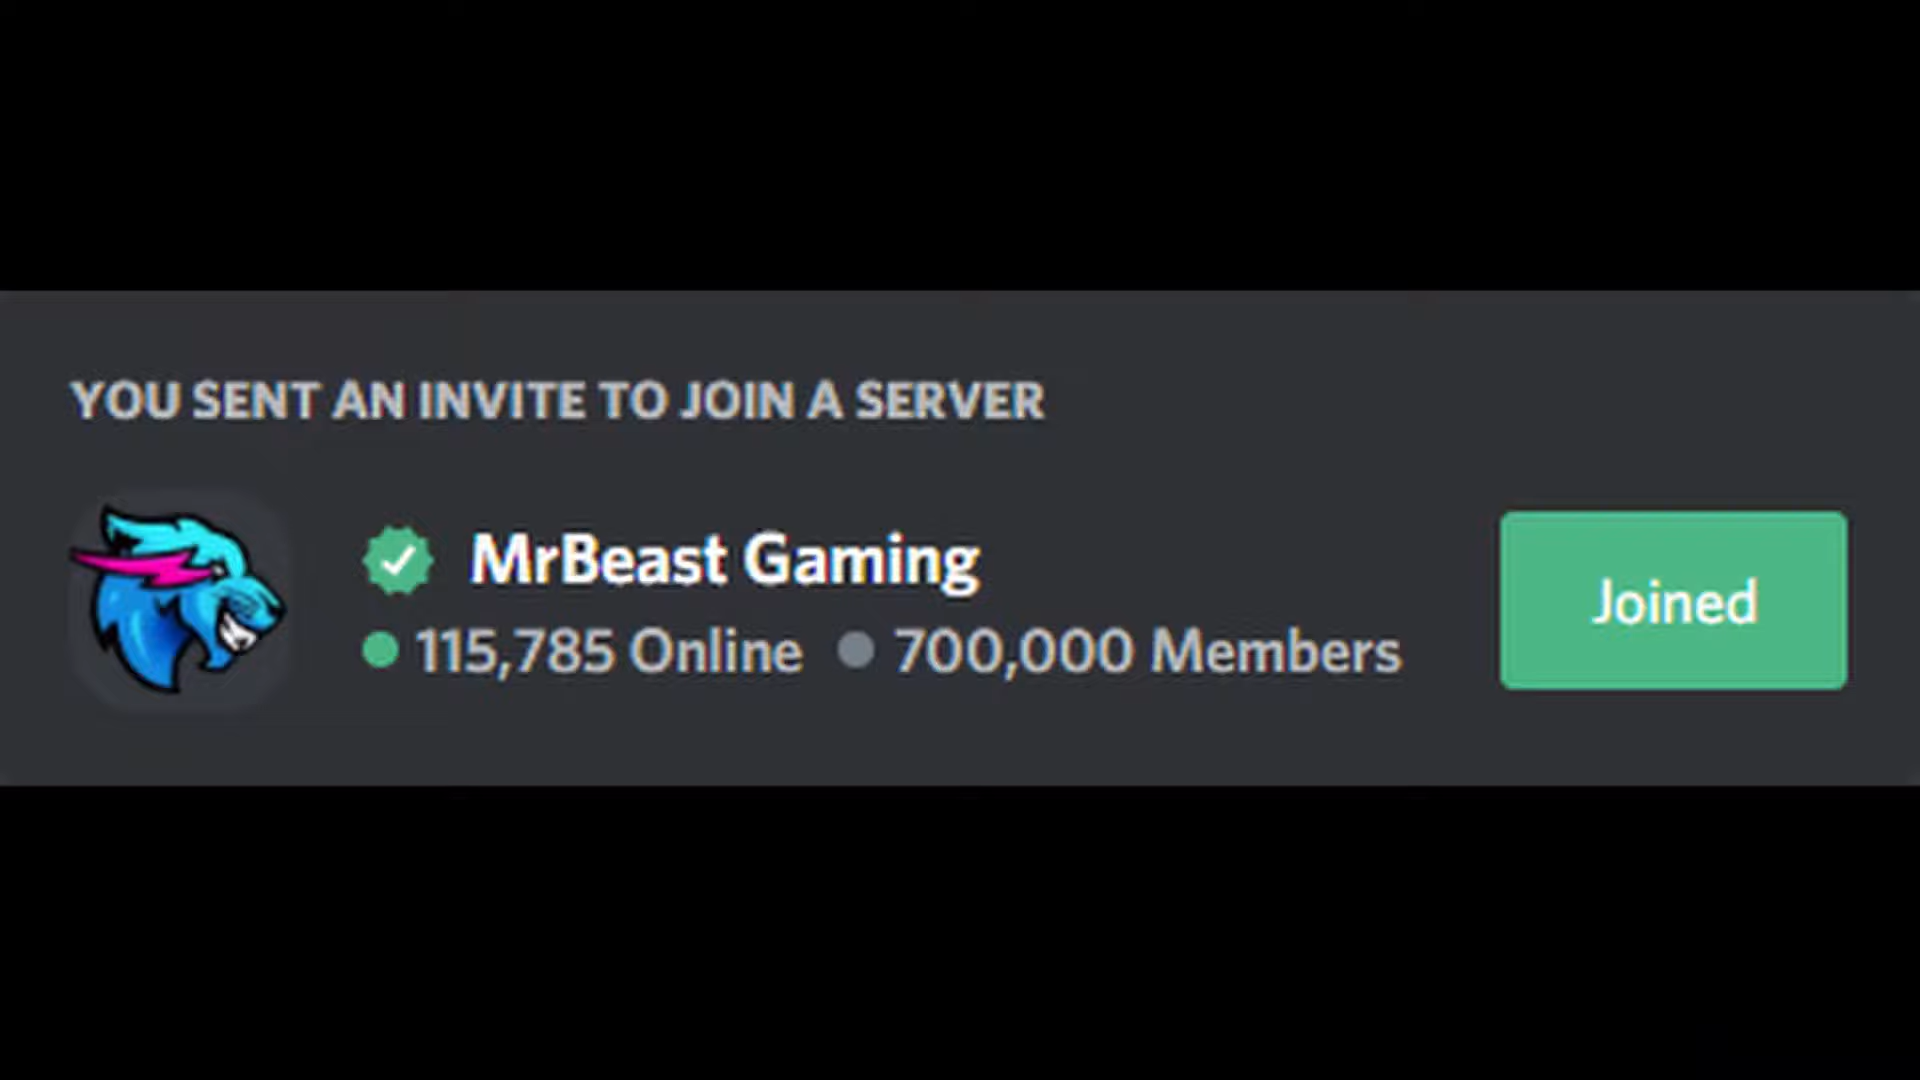 YOU SENT AN INVITE TO JOIN A SERVER
MrBeast Gaming
115,785 Online 700,000 Members
Joined